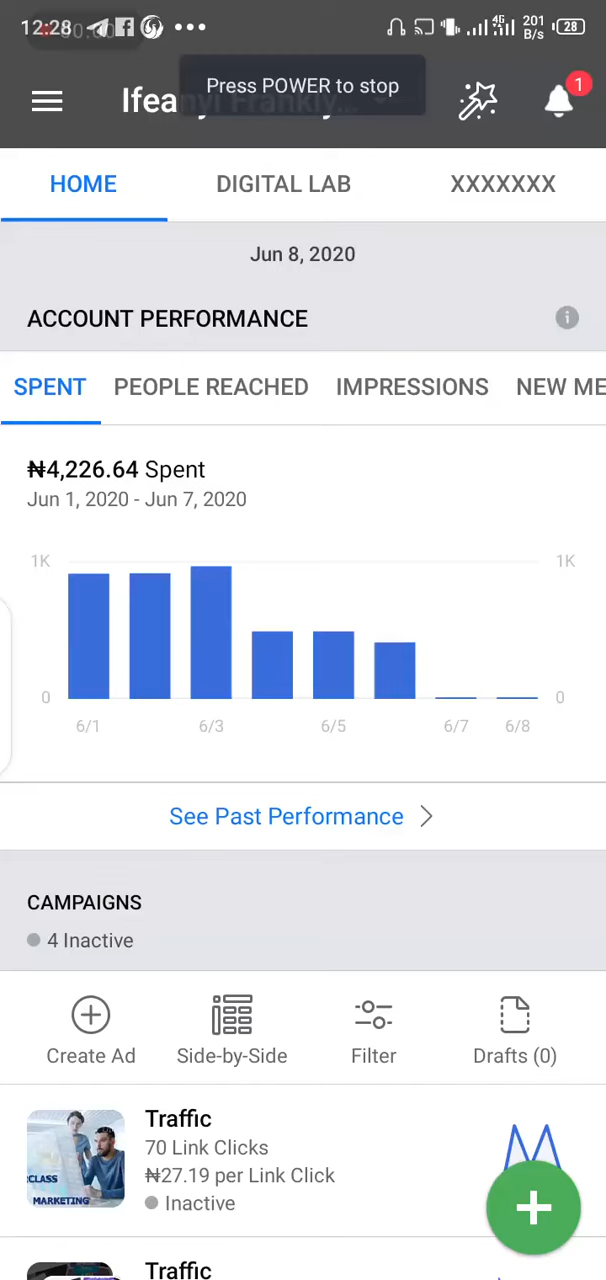 12:28
201
B/s
4G
28
Press POWER to stop
1
HOME DIGITAL LAB XXXXXXX
Jun 8, 2020
ACCOUNT PERFORMANCE
SPENT PEOPLE REACHED IMPRESSIONS NEW ME
₦4,226.64 Spent
Jun 1, 2020 - Jun 7, 2020
1K 1K
0 0
6/1 6/3 6/5 6/7 6/8
See Past Performance
CAMPAIGNS
4 Inactive
Create Ad Side-by-Side Filter Drafts (0)
Traffic
70 Link Clicks
₦27.19 per Link Click
Inactive
CLASS
MARKETING
Traffic